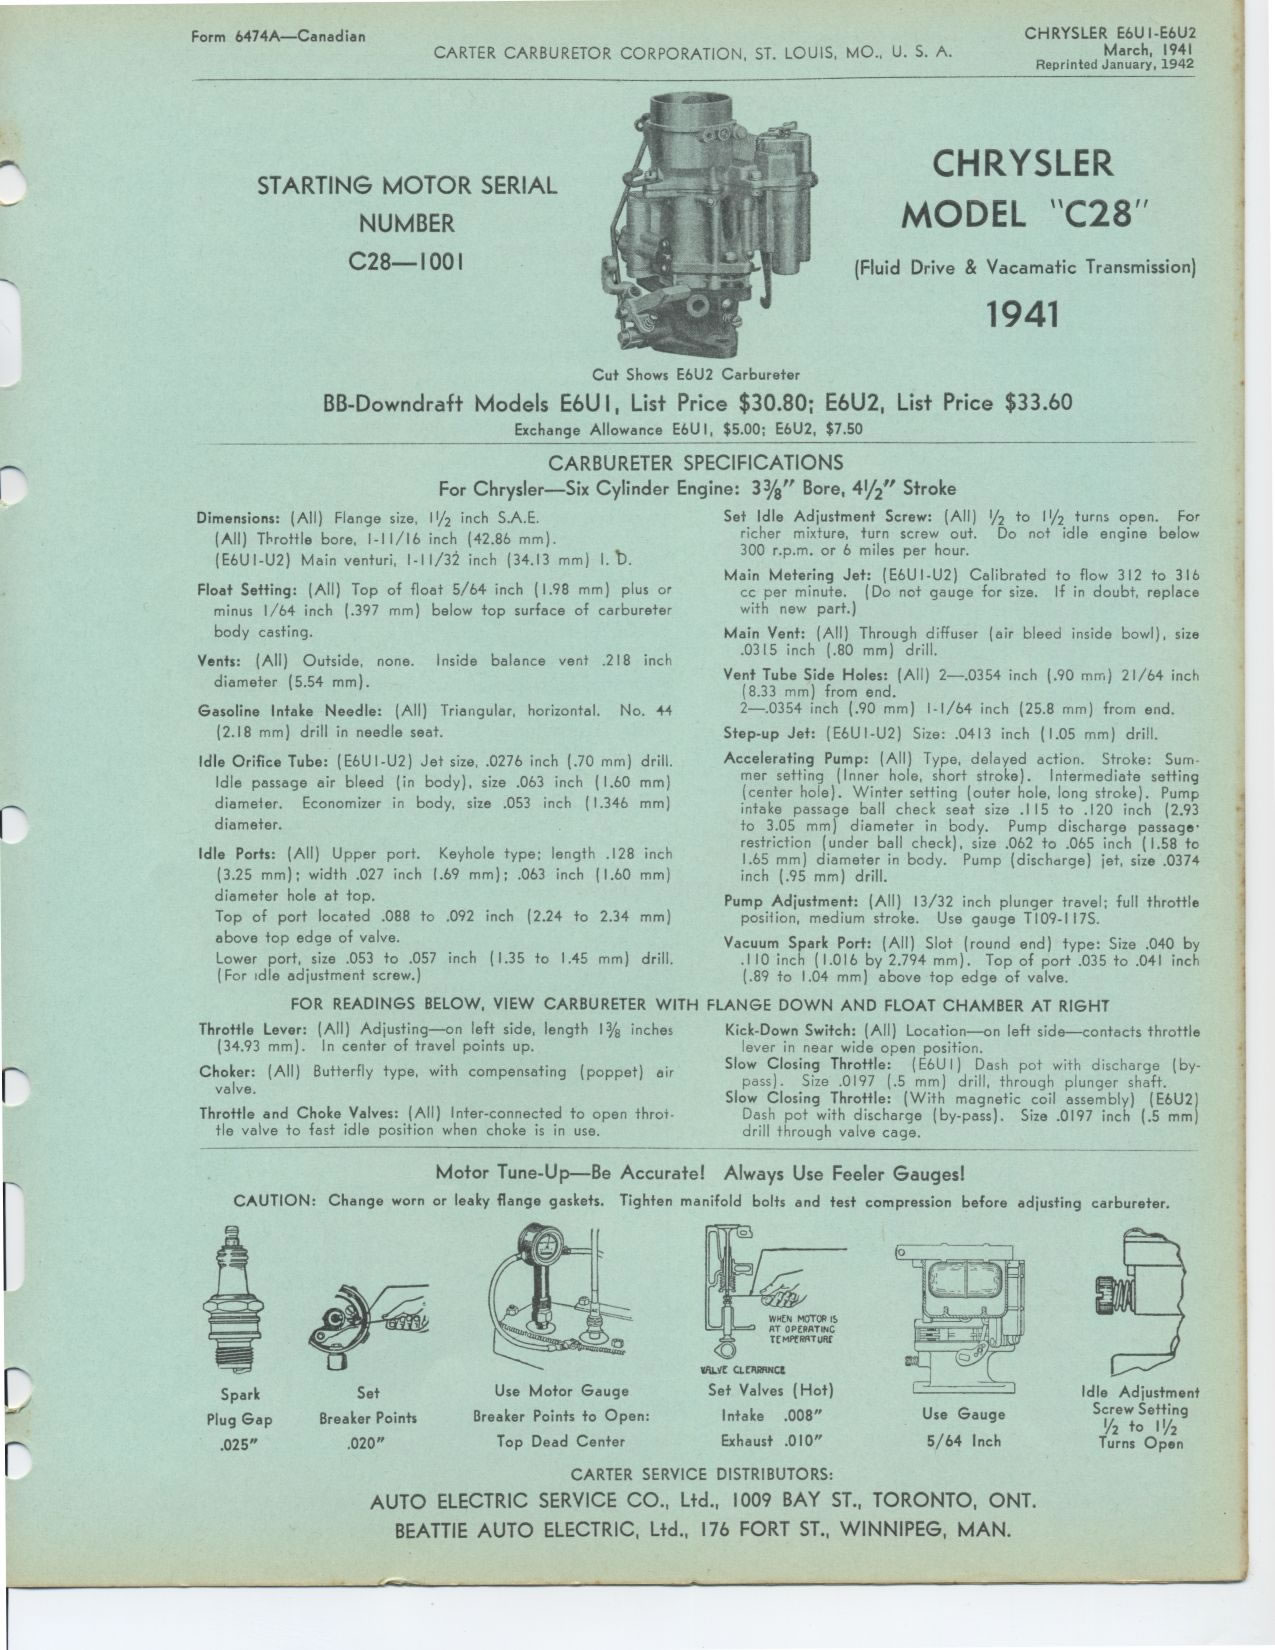 Form 6474A—Canadian
CARTER CARBURETOR CORPORATION, ST. LOUIS, MO., U. S. A.
CHRYSLER E6U1-E6U2
March, 1941
Reprinted January, 1942
STARTING MOTOR SERIAL
NUMBER
C28—1001
CHRYSLER
MODEL "C28"
(Fluid Drive & Vacamatic Transmission)
1941
Cut Shows E6U2 Carbureter
BB-Downdraft Models E6U1, List Price $30.80; E6U2, List Price $33.60
Exchange Allowance E6U1, $5.00; E6U2, $7.50
CARBURETER SPECIFICATIONS
For Chrysler—Six Cylinder Engine: 3⅜" Bore, 4½" Stroke
Dimensions: (All) Flange size, 1½ inch S.A.E.
(All) Throttle bore, 1-11/16 inch (42.86 mm).
(E6U1-U2) Main venturi, 1-11/32 inch (34.13 mm) I. D.
Float Setting: (All) Top of float 5/64 inch (1.98 mm) plus or
minus 1/64 inch (.397 mm) below top surface of carbureter
body casting.
Vents: (All) Outside, none. Inside balance vent .218 inch
diameter (5.54 mm).
Gasoline Intake Needle: (All) Triangular, horizontal. No. 44
(2.18 mm) drill in needle seat.
Idle Orifice Tube: (E6U1-U2) Jet size, .0276 inch (.70 mm) drill.
Idle passage air bleed (in body), size .063 inch (1.60 mm)
diameter. Economizer in body, size .053 inch (1.346 mm)
diameter.
Idle Ports: (All) Upper port. Keyhole type; length .128 inch
(3.25 mm); width .027 inch (.69 mm); .063 inch (1.60 mm)
diameter hole at top.
Top of port located .088 to .092 inch (2.24 to 2.34 mm)
above top edge of valve.
Lower port, size .053 to .057 inch (1.35 to 1.45 mm) drill.
(For idle adjustment screw.)
Set Idle Adjustment Screw: (All) ½ to 1½ turns open. For
richer mixture, turn screw out. Do not idle engine below
300 r.p.m. or 6 miles per hour.
Main Metering Jet: (E6U1-U2) Calibrated to flow 312 to 316
cc per minute. (Do not gauge for size. If in doubt, replace
with new part.)
Main Vent: (All) Through diffuser (air bleed inside bowl), size
.0315 inch (.80 mm) drill.
Vent Tube Side Holes: (All) 2—.0354 inch (.90 mm) 21/64 inch
(8.33 mm) from end.
2—.0354 inch (.90 mm) 1-1/64 inch (25.8 mm) from end.
Step-up Jet: (E6U1-U2) Size: .0413 inch (1.05 mm) drill.
Accelerating Pump: (All) Type, delayed action. Stroke: Sum-
mer setting (Inner hole, short stroke). Intermediate setting
(center hole). Winter setting (outer hole, long stroke). Pump
intake passage ball check seat size .115 to .120 inch (2.93
to 3.05 mm) diameter in body. Pump discharge passage
restriction (under ball check), size .062 to .065 inch (1.58 to
1.65 mm) diameter in body. Pump (discharge) jet, size .0374
inch (.95 mm) drill.
Pump Adjustment: (All) 13/32 inch plunger travel; full throttle
position, medium stroke. Use gauge T109-117S.
Vacuum Spark Port: (All) Slot (round end) type: Size .040 by
.110 inch (1.016 by 2.794 mm). Top of port .035 to .041 inch
(.89 to 1.04 mm) above top edge of valve.
FOR READINGS BELOW, VIEW CARBURETER WITH FLANGE DOWN AND FLOAT CHAMBER AT RIGHT
Throttle Lever: (All) Adjusting—on left side, length 1⅜ inches
(34.93 mm). In center of travel points up.
Choker: (All) Butterfly type, with compensating (poppet) air
valve.
Throttle and Choke Valves: (All) Inter-connected to open throt-
tle valve to fast idle position when choke is in use.
Kick-Down Switch: (All) Location—on left side—contacts throttle
lever in near wide open position.
Slow Closing Throttle: (E6U1) Dash pot with discharge (by-
pass). Size .0197 (.5 mm) drill, through plunger shaft.
Slow Closing Throttle: (With magnetic coil assembly) (E6U2)
Dash pot with discharge (by-pass). Size .0197 inch (.5 mm)
drill through valve cage.
Motor Tune-Up—Be Accurate! Always Use Feeler Gauges!
CAUTION: Change worn or leaky flange gaskets. Tighten manifold bolts and test compression before adjusting carbureter.
WHEN MOTOR IS
AT OPERATING
TEMPERATURE
VALVE CLEARANCE
Spark
Plug Gap
.025"
Set
Breaker Points
.020"
Use Motor Gauge
Breaker Points to Open:
Top Dead Center
Set Valves (Hot)
Intake .008"
Exhaust .010"
Use Gauge
5/64 Inch
Idle Adjustment
Screw Setting
½ to 1½
Turns Open
CARTER SERVICE DISTRIBUTORS:
AUTO ELECTRIC SERVICE CO., Ltd., 1009 BAY ST., TORONTO, ONT.
BEATTIE AUTO ELECTRIC, Ltd., 176 FORT ST., WINNIPEG, MAN.